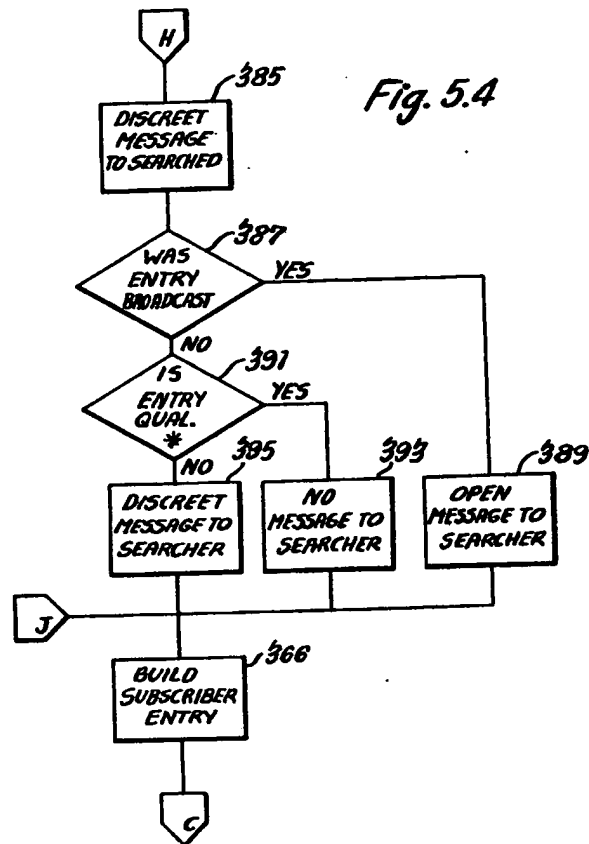 H
385
Fig. 5.4
DISCREET
MESSAGE
TO SEARCHED
387
WAS
ENTRY
BROADCAST
YES
NO
391
IS
ENTRY
QUAL.
*
YES
NO
395
393
389
DISCREET
MESSAGE TO
SEARCHER
NO
MESSAGE TO
SEARCHER
OPEN
MESSAGE TO
SEARCHER
J
366
BUILD
SUBSCRIBER
ENTRY
C